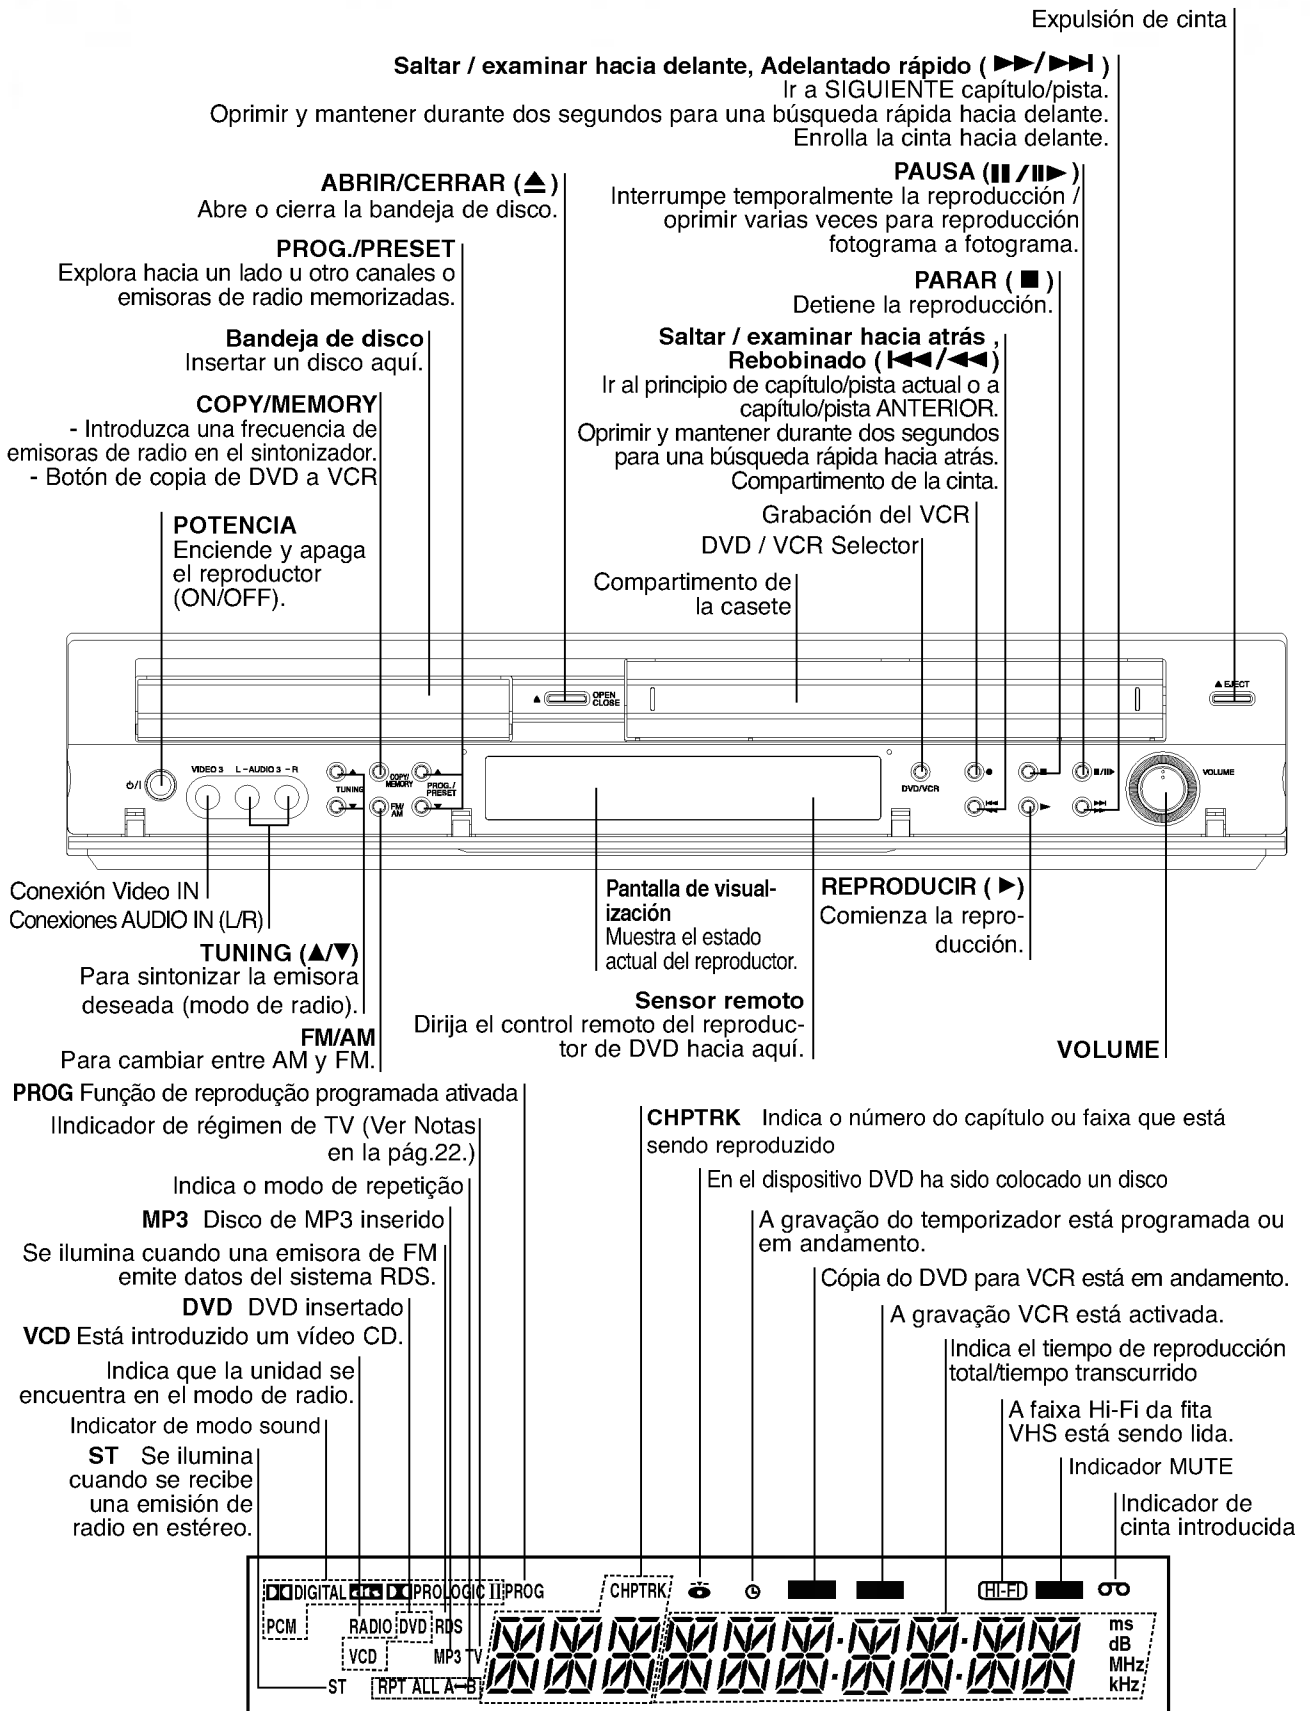 Expulsión de cinta
Saltar / examinar hacia delante, Adelantado rápido ( ▶▶/▶▶I )
Ir a SIGUIENTE capítulo/pista.
Oprimir y mantener durante dos segundos para una búsqueda rápida hacia delante.
Enrolla la cinta hacia delante.
PAUSA (II /II▶ )
Interrumpe temporalmente la reproducción /
oprimir varias veces para reproducción
fotograma a fotograma.
ABRIR/CERRAR (▲)
Abre o cierra la bandeja de disco.
PROG./PRESET
Explora hacia un lado u otro canales o
emisoras de radio memorizadas.
PARAR ( ■ )
Detiene la reproducción.
Bandeja de disco
Insertar un disco aquí.
Saltar / examinar hacia atrás ,
Rebobinado ( I◀◀/◀◀ )
Ir al principio de capítulo/pista actual o a
capítulo/pista ANTERIOR.
Oprimir y mantener durante dos segundos
para una búsqueda rápida hacia atrás.
Compartimento de la cinta.
COPY/MEMORY
- Introduzca una frecuencia de
emisoras de radio en el sintonizador.
- Botón de copia de DVD a VCR
POTENCIA
Enciende y apaga
el reproductor
(ON/OFF).
Grabación del VCR
DVD / VCR Selector
Compartimento de
la casete
▲ OPEN
CLOSE
▲ EJECT
VIDEO 3 L -AUDIO 3 - R
TUNING
COPY/
MEMORY
FM/
AM
PROG./
PRESET
DVD/VCR
VOLUME
Conexión Video IN
Conexiones AUDIO IN (L/R)
TUNING (▲/▼)
Para sintonizar la emisora
deseada (modo de radio).
FM/AM
Para cambiar entre AM y FM.
Pantalla de visual-
ización
Muestra el estado
actual del reproductor.
Sensor remoto
Dirija el control remoto del reproduc-
tor de DVD hacia aquí.
REPRODUCIR ( ▶)
Comienza la repro-
ducción.
VOLUME
PROG Função de reprodução programada ativada
IIndicador de régimen de TV (Ver Notas
en la pág.22.)
Indica o modo de repetição
MP3 Disco de MP3 inserido
Se ilumina cuando una emisora de FM
emite datos del sistema RDS.
DVD DVD insertado
VCD Está introduzido um vídeo CD.
Indica que la unidad se
encuentra en el modo de radio.
Indicator de modo sound
ST Se ilumina
cuando se recibe
una emisión de
radio en estéreo.
CHPTRK Indica o número do capítulo ou faixa que está
sendo reproduzido
En el dispositivo DVD ha sido colocado un disco
A gravação do temporizador está programada ou
em andamento.
Cópia do DVD para VCR está em andamento.
A gravação VCR está activada.
Indica el tiempo de reproducción
total/tiempo transcurrido
A faixa Hi-Fi da fita
VHS está sendo lida.
Indicador MUTE
Indicador de
cinta introducida
DIGITAL dts PROLOGIC II PROG CHPTRK HI-FI
PCM RADIO DVD RDS
VCD MP3 TV
ST RPT ALL A↔B
ms
dB
MHz
kHz